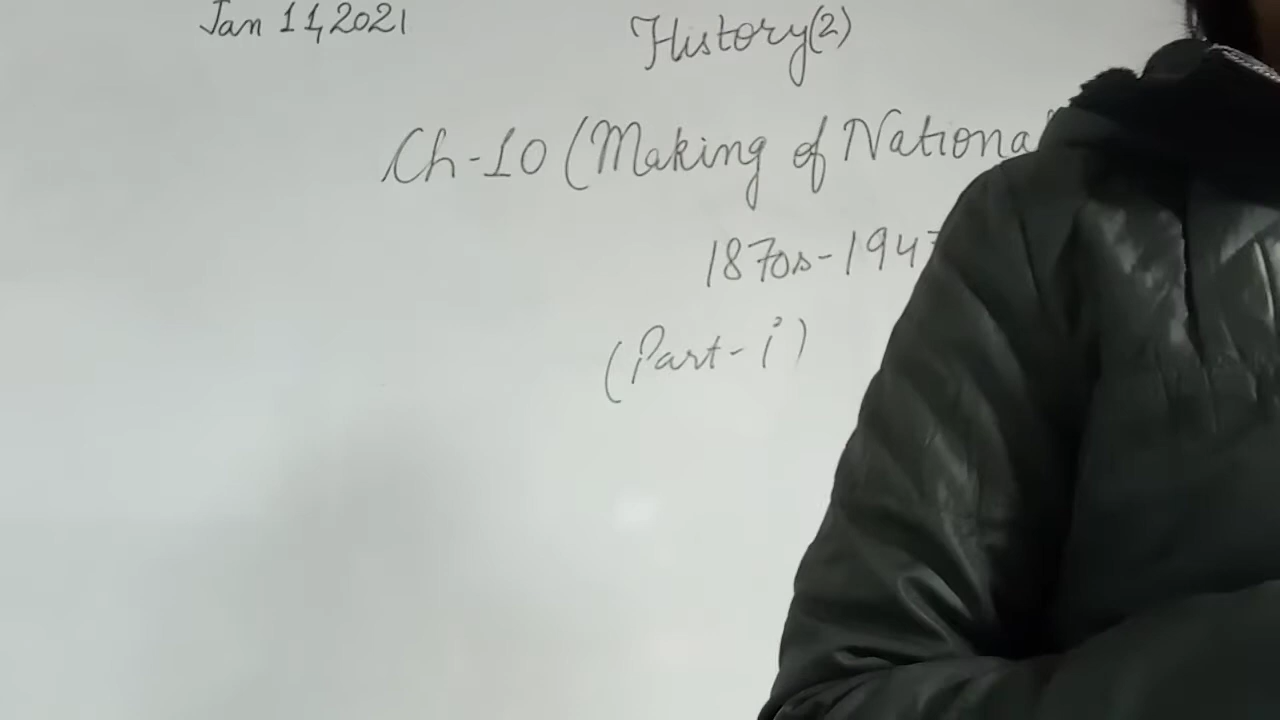 Jan 11,2021
History(2)
Ch-10 (Making of Nationa
1870s-194
(Part-i)